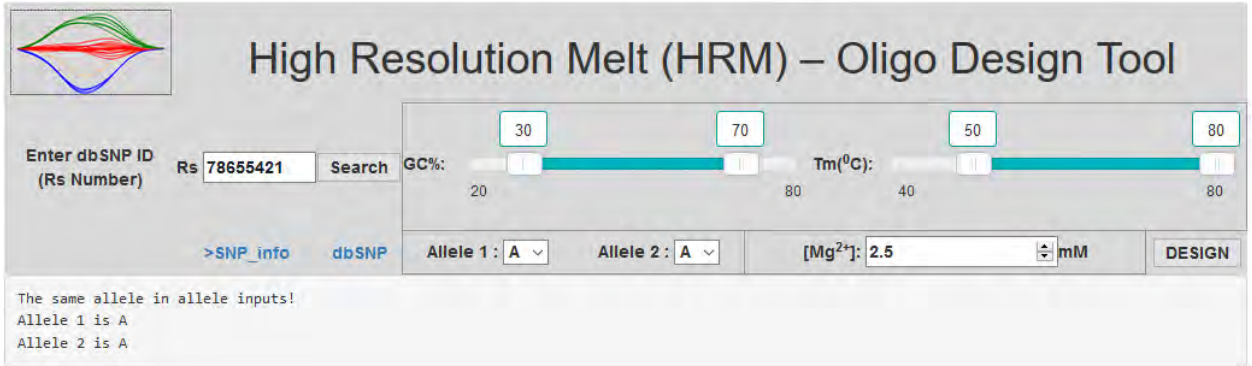 High Resolution Melt (HRM) – Oligo Design Tool
Enter dbSNP ID
(Rs Number)
Rs 78655421 Search
GC%: 30 70
20 80
Tm(⁰C): 50 80
40 80
>SNP_info dbSNP
Allele 1 : A Allele 2 : A [Mg²⁺]: 2.5 mM DESIGN
The same allele in allele inputs!
Allele 1 is A
Allele 2 is A